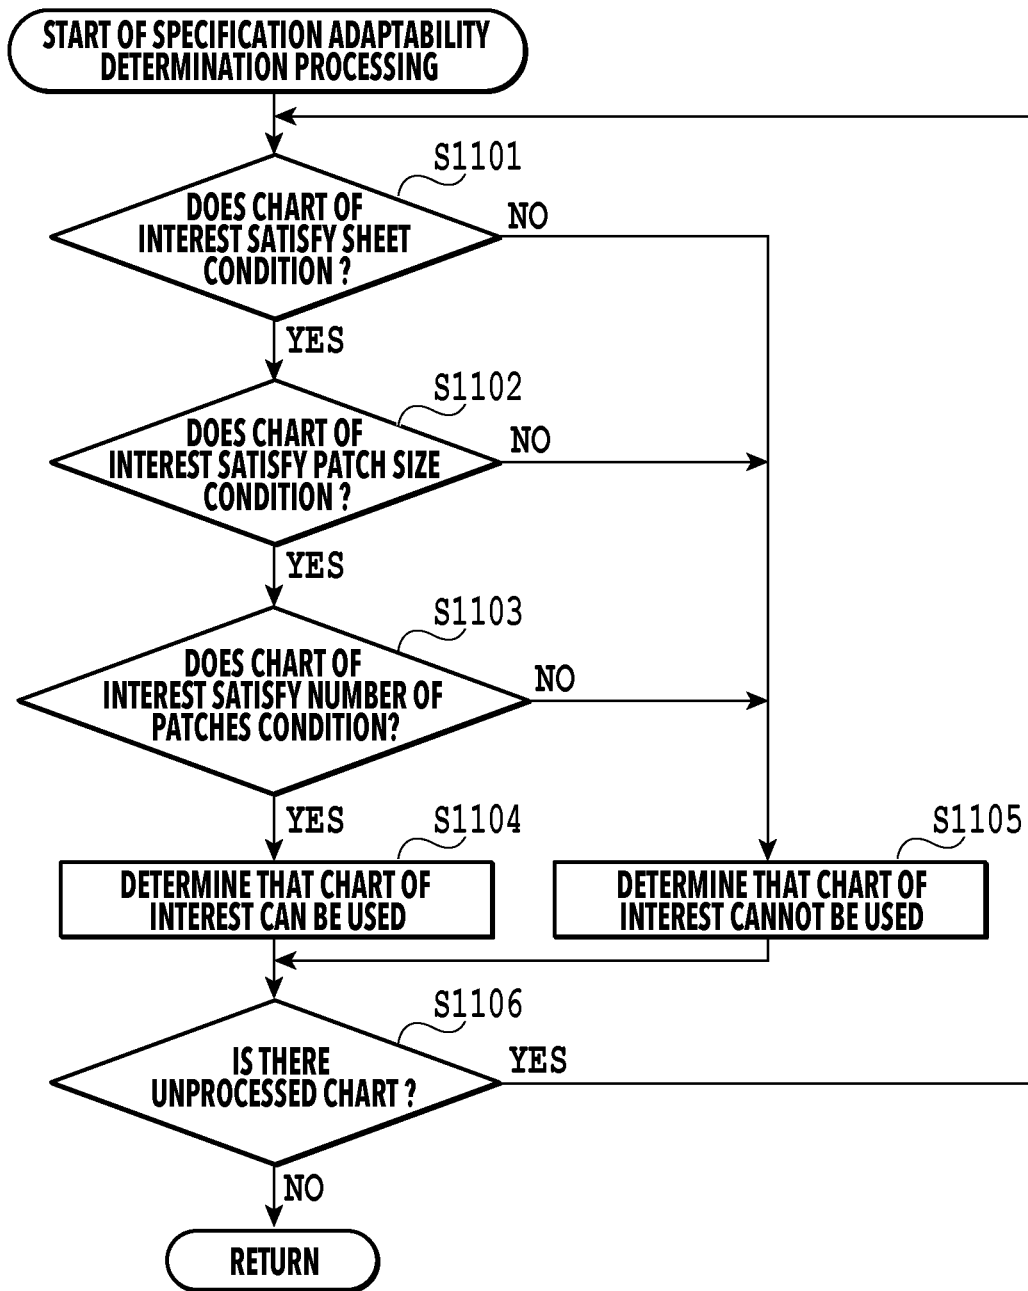 START OF SPECIFICATION ADAPTABILITY
DETERMINATION PROCESSING
S1101
DOES CHART OF
INTEREST SATISFY SHEET
CONDITION ?
NO
YES
S1102
DOES CHART OF
INTEREST SATISFY PATCH SIZE
CONDITION ?
NO
YES
S1103
DOES CHART OF
INTEREST SATISFY NUMBER OF
PATCHES CONDITION?
NO
YES
S1104
DETERMINE THAT CHART OF
INTEREST CAN BE USED
S1105
DETERMINE THAT CHART OF
INTEREST CANNOT BE USED
S1106
IS THERE
UNPROCESSED CHART ?
YES
NO
RETURN